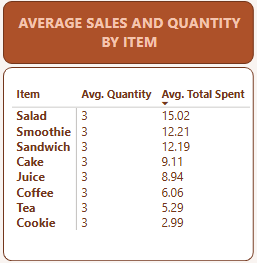 AVERAGE SALES AND QUANTITY
BY ITEM
Item Avg. Quantity Avg. Total Spent
Salad 3 15.02
Smoothie 3 12.21
Sandwich 3 12.19
Cake 3 9.11
Juice 3 8.94
Coffee 3 6.06
Tea 3 5.29
Cookie 3 2.99